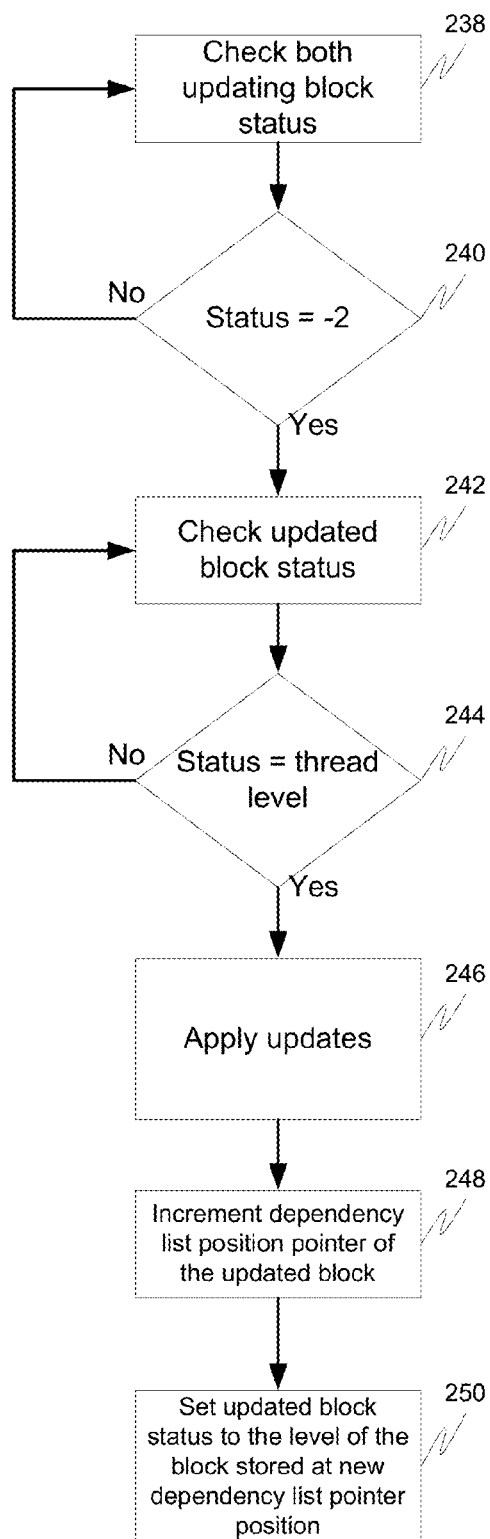 238
Check both
updating block
status
240
No
Status = -2
Yes
242
Check updated
block status
244
No
Status = thread
level
Yes
246
Apply updates
248
Increment dependency
list position pointer of
the updated block
250
Set updated block
status to the level of the
block stored at new
dependency list pointer
position